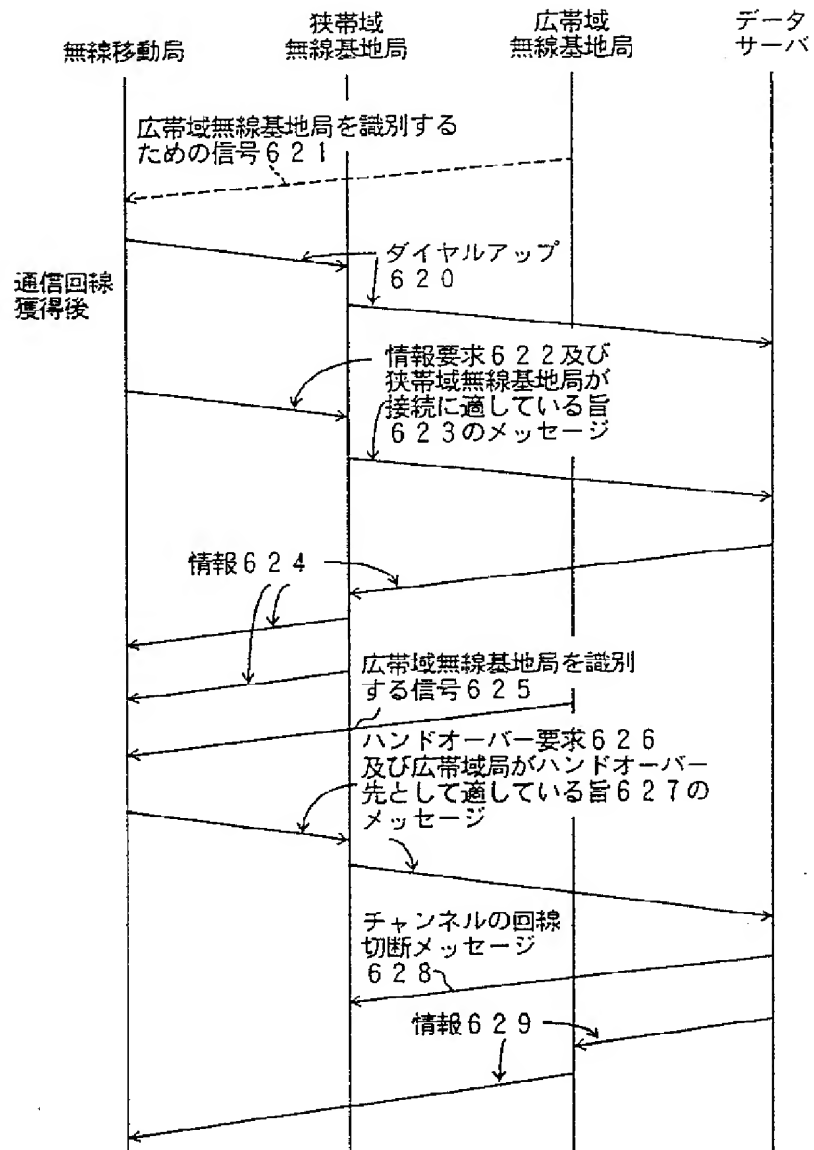 無線移動局
狭帯域
無線基地局
広帯域
無線基地局
データ
サーバ
広帯域無線基地局を識別する
ための信号621
ダイヤルアップ
620
通信回線
獲得後
情報要求622及び
狭帯域無線基地局が
接続に適している旨
623のメッセージ
情報624
広帯域無線基地局を識別
する信号625
ハンドオーバー要求626
及び広帯域局がハンドオーバー
先として適している旨627の
メッセージ
チャンネルの回線
切断メッセージ
628
情報629